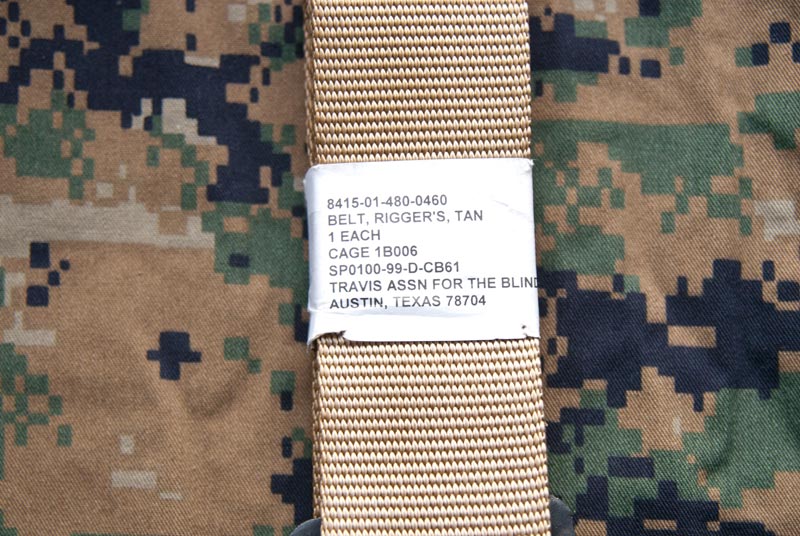 8415-01-480-0460
BELT, RIGGER'S, TAN
1 EACH
CAGE 1B006
SP0100-99-D-CB61
TRAVIS ASSN FOR THE BLIND
AUSTIN, TEXAS 78704